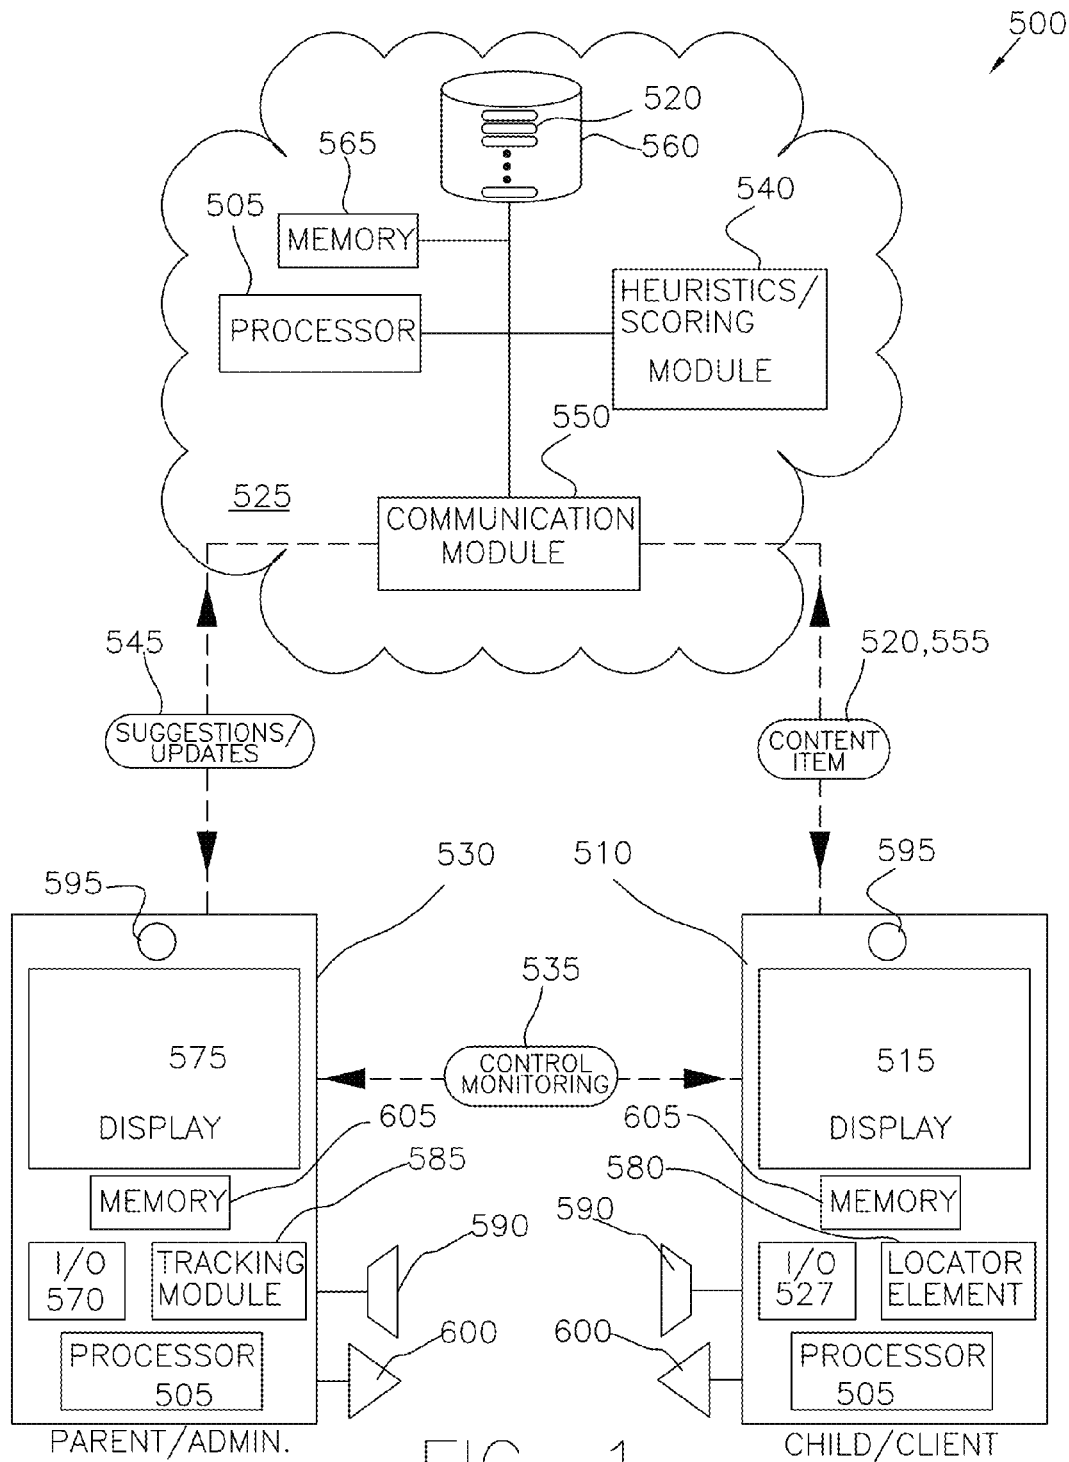 500
520
560
565
505
540
MEMORY
HEURISTICS/
SCORING
MODULE
PROCESSOR
550
525
COMMUNICATION
MODULE
545
520,555
SUGGESTIONS/
UPDATES
CONTENT
ITEM
530
510
595
595
535
575
515
CONTROL
MONITORING
DISPLAY
DISPLAY
605
605
585
580
MEMORY
MEMORY
590
590
I/O
570
TRACKING
MODULE
I/O
527
LOCATOR
ELEMENT
600
600
PROCESSOR
505
PROCESSOR
505
PARENT/ADMIN.
CHILD/CLIENT
FIG. 1